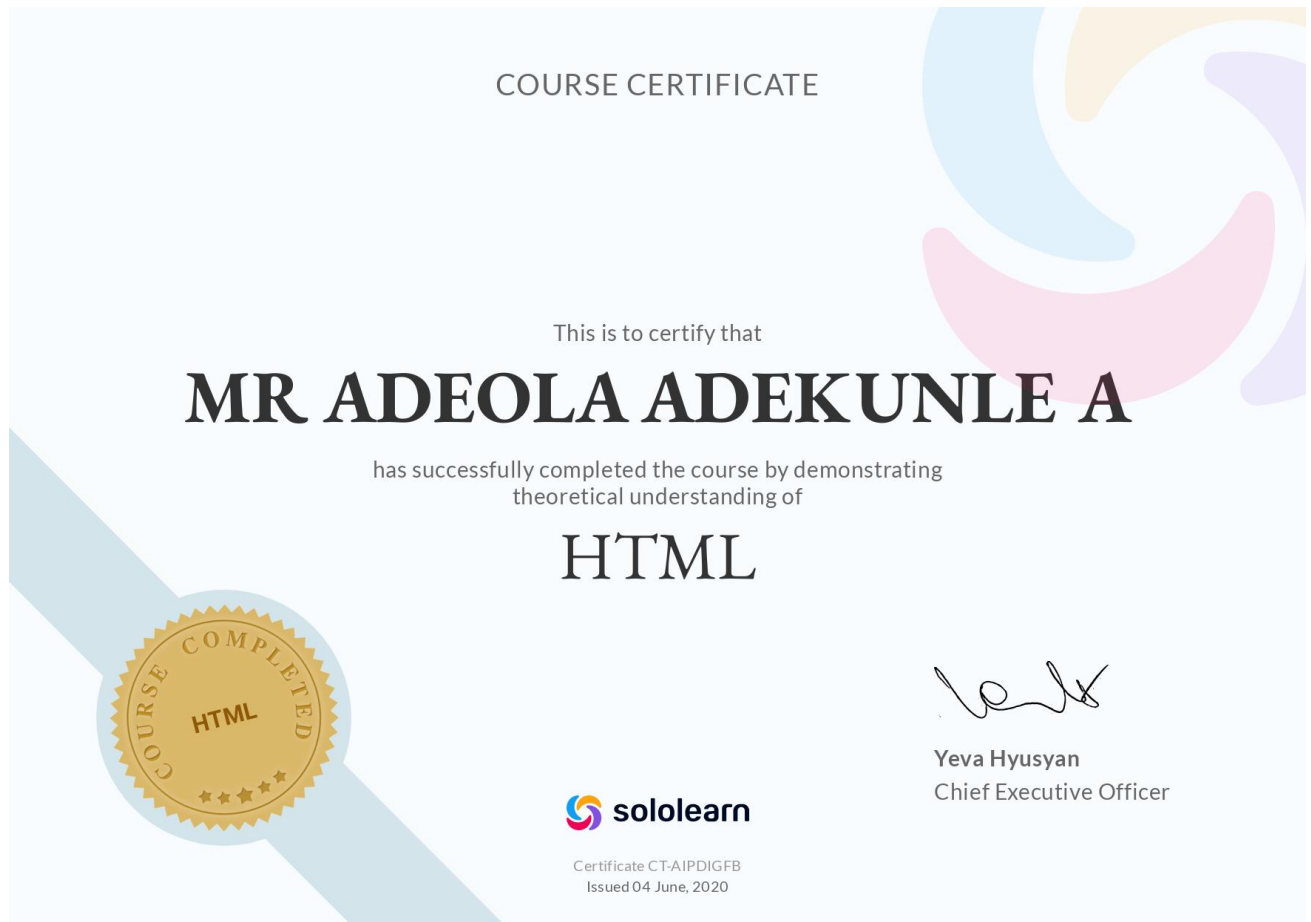 COURSE CERTIFICATE
This is to certify that
MR ADEOLA ADEKUNLE A
has successfully completed the course by demonstrating
theoretical understanding of
HTML
COURSE COMPLETED
HTML
Yeva Hyusyan
Chief Executive Officer
sololearn
Certificate CT-AIPDIGFB
Issued 04 June, 2020